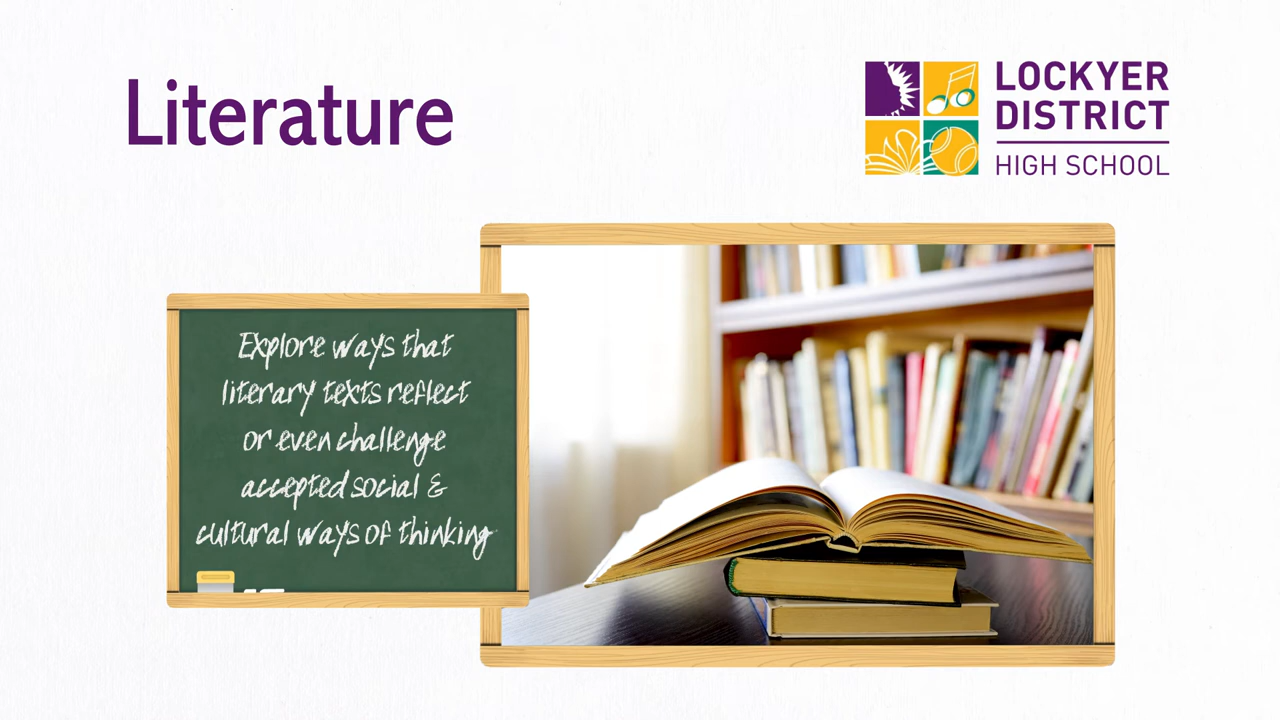 Literature
LOCKYER
DISTRICT
HIGH SCHOOL
Explore ways that
literary texts reflect
or even challenge
accepted social &
cultural ways of thinking